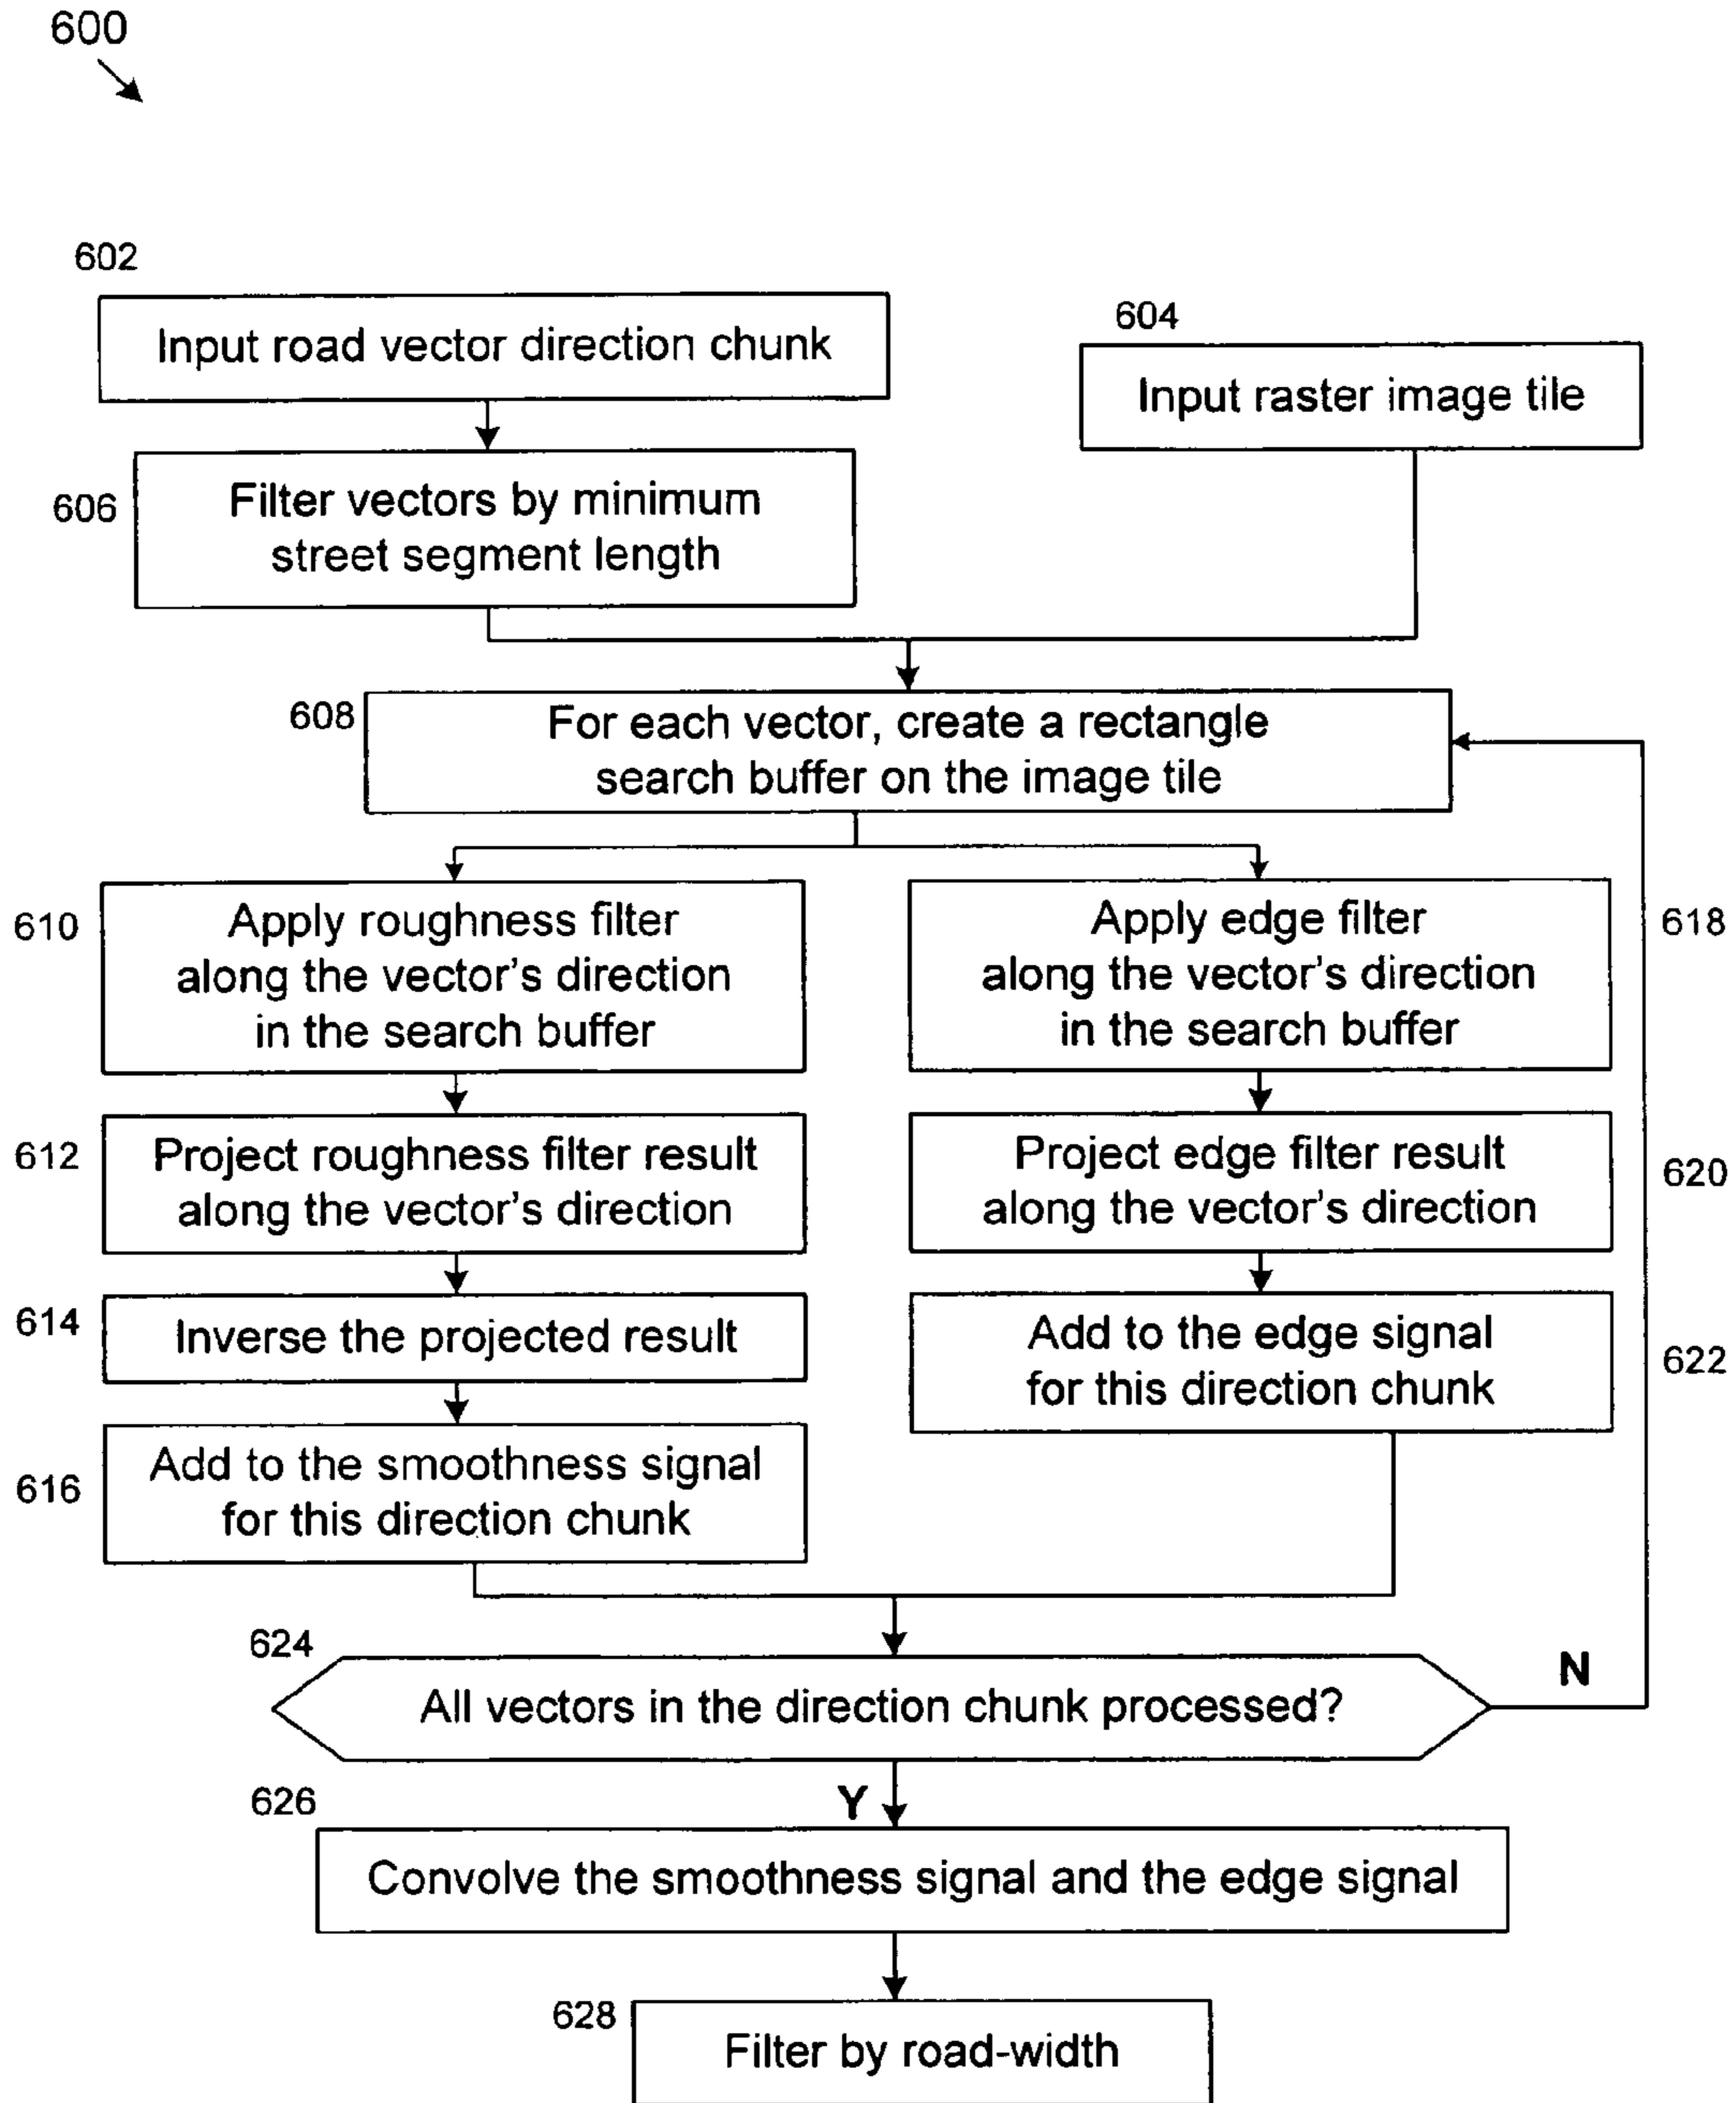 600
602
Input road vector direction chunk
604
Input raster image tile
606
Filter vectors by minimum
street segment length
608
For each vector, create a rectangle
search buffer on the image tile
610
Apply roughness filter
along the vector's direction
in the search buffer
Apply edge filter
along the vector's direction
in the search buffer
618
612
Project roughness filter result
along the vector's direction
Project edge filter result
along the vector's direction
620
614
Inverse the projected result
Add to the edge signal
for this direction chunk
622
616
Add to the smoothness signal
for this direction chunk
624
All vectors in the direction chunk processed?
N
Y
626
Convolve the smoothness signal and the edge signal
628
Filter by road-width